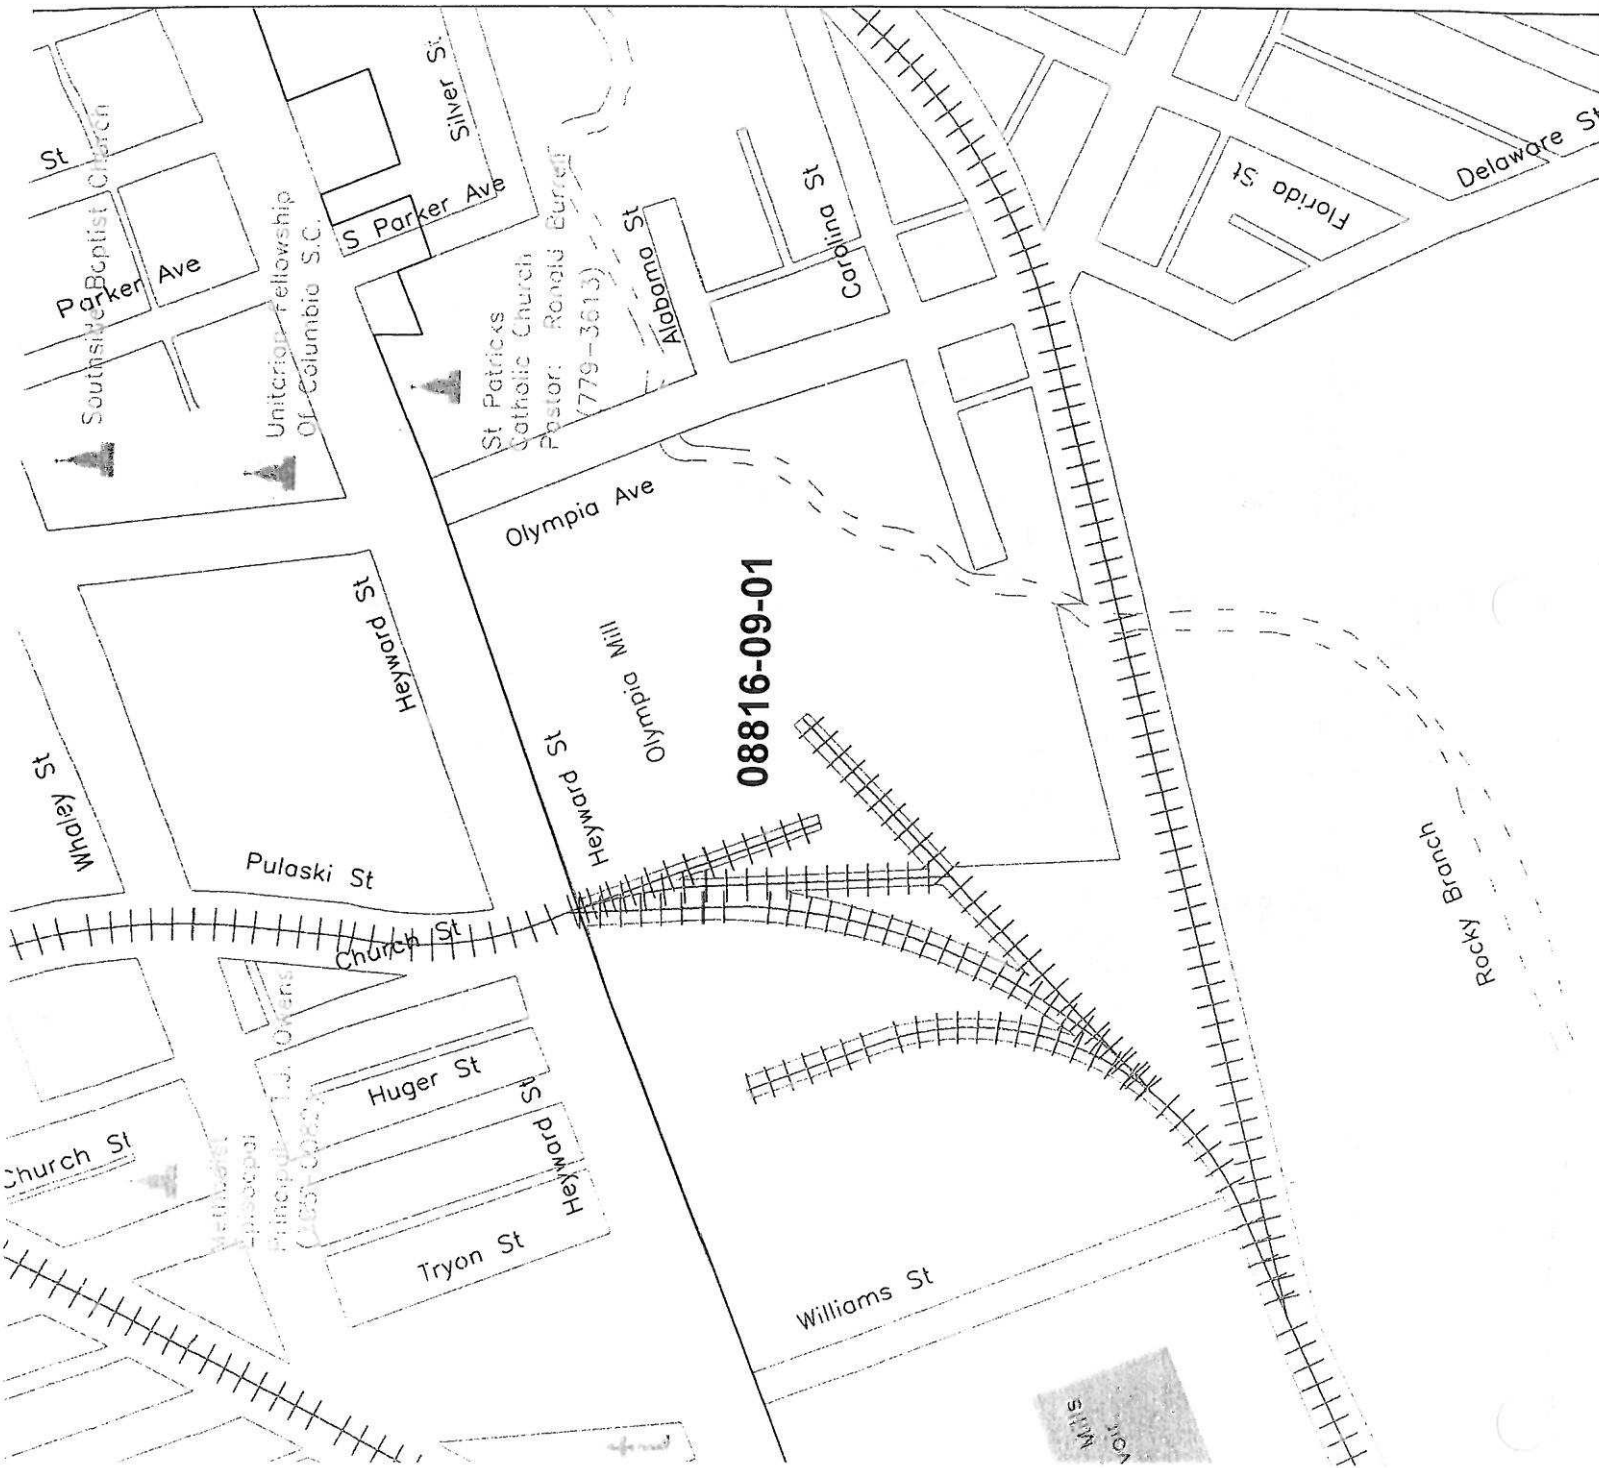 St
Southside Baptist Church
Parker Ave
Unitarian Fellowship
Of Columbia S.C.
S Parker Ave
Silver St
St Patricks
Catholic Church
Pastor: Ronald
(779-3613)
Alabama St
Carolina St
Florida St
Delaware St
Olympia Ave
Heyward St
Whaley St
Pulaski St
Heyward St
Olympia Mill
08816-09-01
Church St
Huger St
Heyward St
Church St
Methodist
Episcopal
T.J. Owens
Tryon St
Williams St
Rocky Branch
Mills